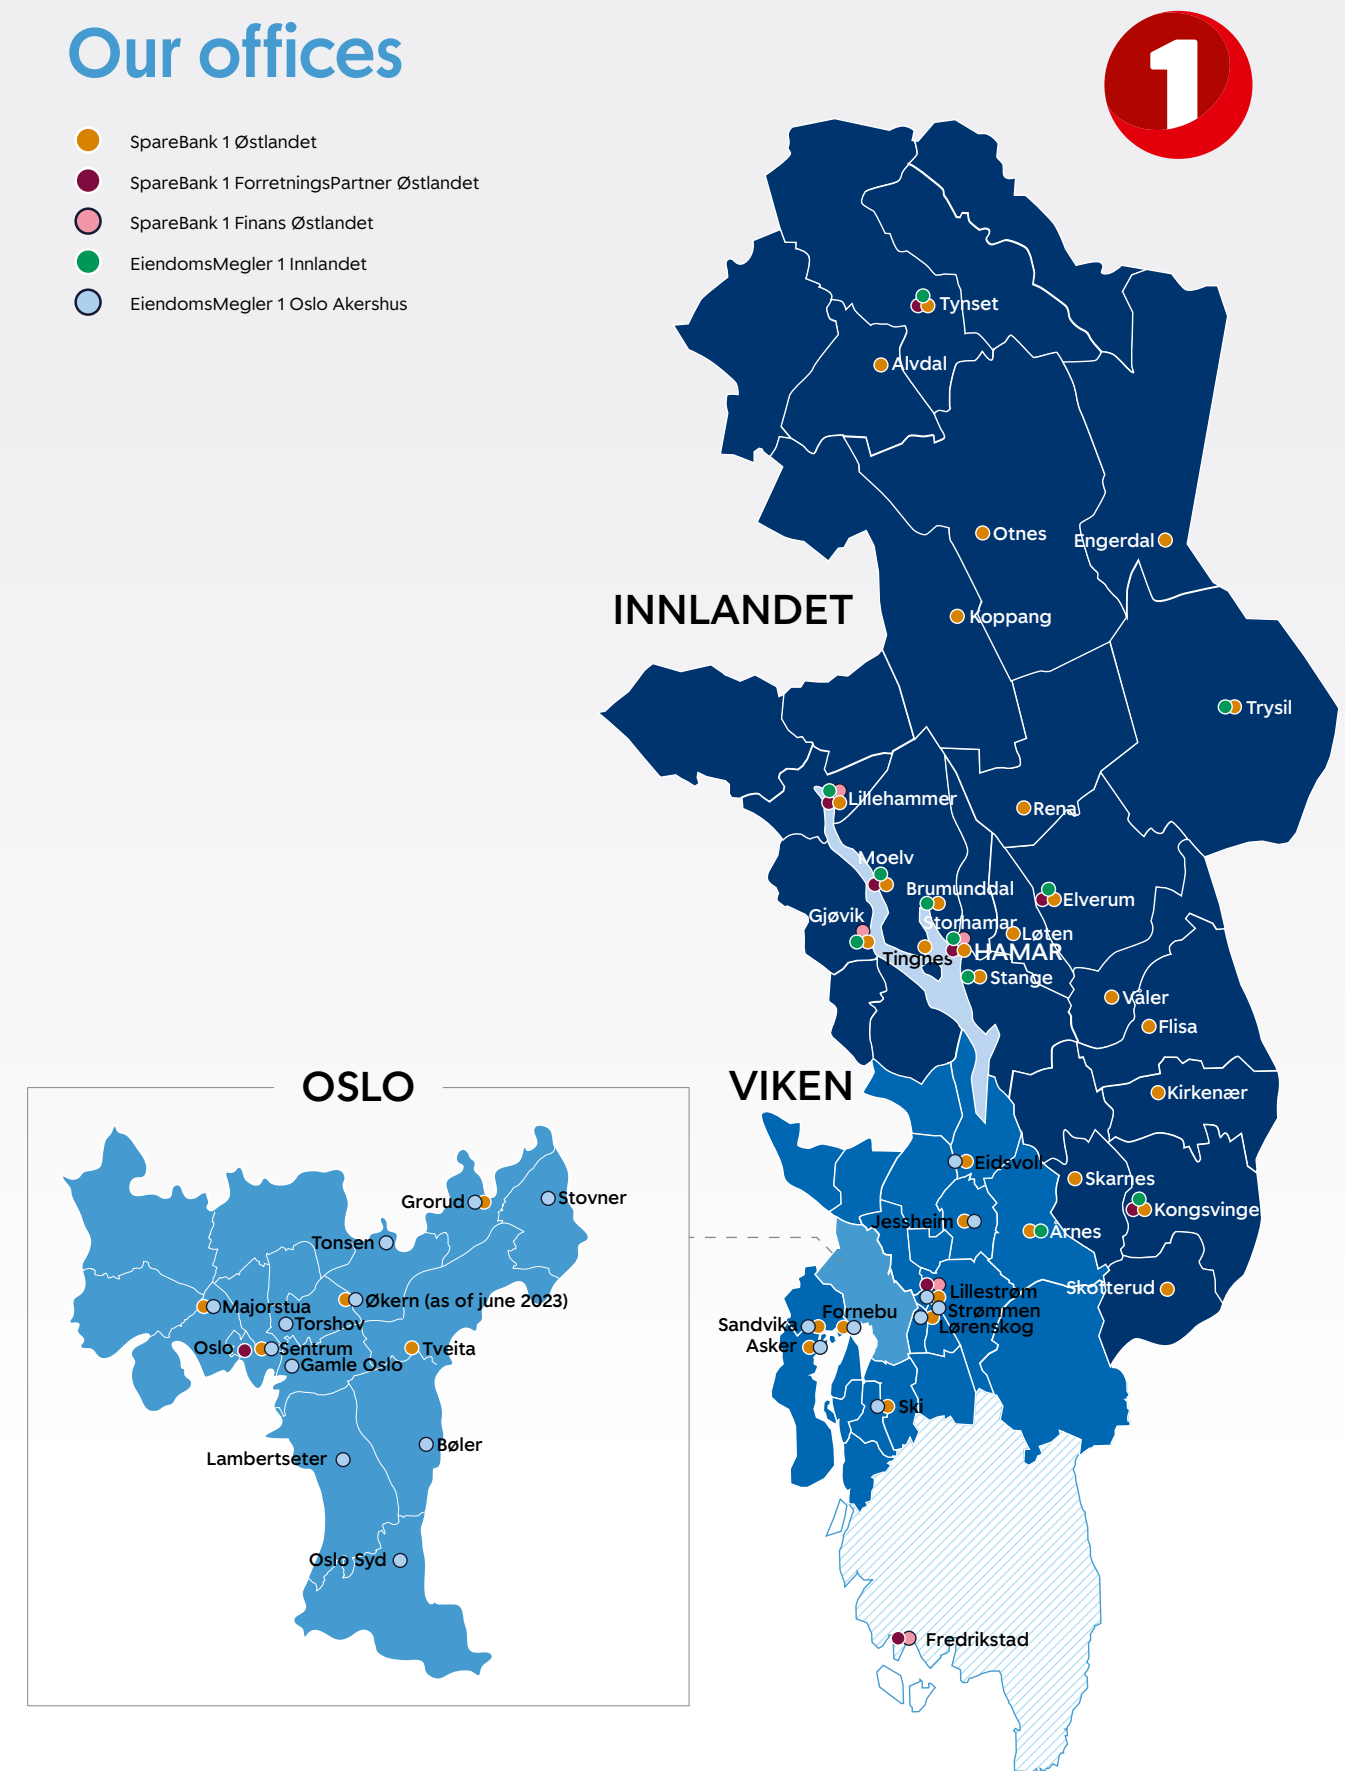 Our offices
1
SpareBank 1 Østlandet
SpareBank 1 ForretningsPartner Østlandet
SpareBank 1 Finans Østlandet
EiendomsMegler 1 Innlandet
EiendomsMegler 1 Oslo Akershus
Tynset
Alvdal
Otnes
Engerdal
INNLANDET
Koppang
Trysil
Lillehammer
Rena
Moelv
Brumunddal
Elverum
Gjøvik
Storhamar
Løten
HAMAR
Tingnes
Stange
Våler
Flisa
OSLO
VIKEN
Kirkenær
Eidsvoll
Skarnes
Grorud
Stovner
Kongsvinge
Jessheim
Årnes
Tonsen
Skotterud
Lillestrøm
Økern (as of june 2023)
Majorstua
Fornebu
Strømmen
Torshov
Sandvika
Lørenskog
Oslo
Sentrum
Tveita
Asker
Gamle Oslo
Ski
Bøler
Lambertseter
Oslo Syd
Fredrikstad